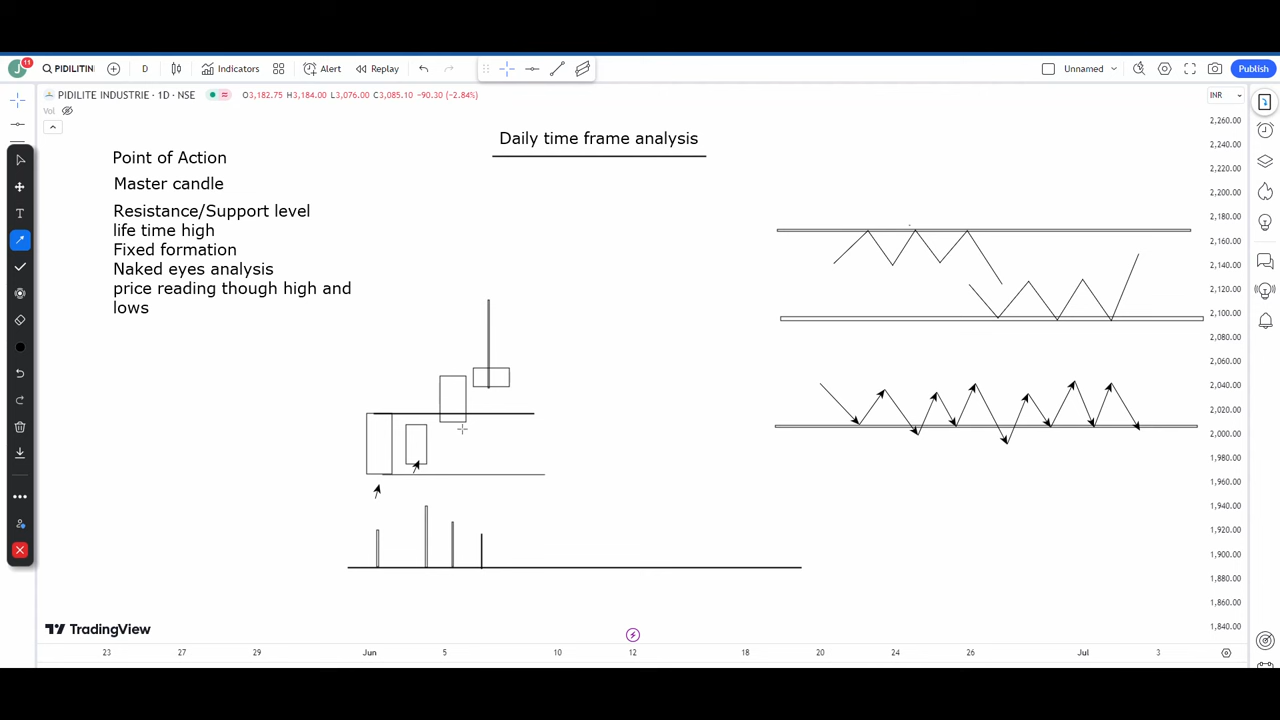 J
11
PIDILITIN
D
Indicators
Alert
Replay
Unnamed
Publish
PIDILITE INDUSTRIE · 1D · NSE
O3,182.75 H3,184.00 L3,076.00 C3,085.10 −90.30 (−2.84%)
INR
Vol
Daily time frame analysis
Point of Action
Master candle
Resistance/Support level
life time high
Fixed formation
Naked eyes analysis
price reading though high and
lows
2,260.00
2,240.00
2,220.00
2,200.00
2,180.00
2,160.00
2,140.00
2,120.00
2,100.00
2,080.00
2,060.00
2,040.00
2,020.00
2,000.00
1,980.00
1,960.00
1,940.00
1,920.00
1,900.00
1,880.00
1,860.00
1,840.00
TradingView
23 27 29 Jun 5 10 12 18 20 24 26 Jul 3